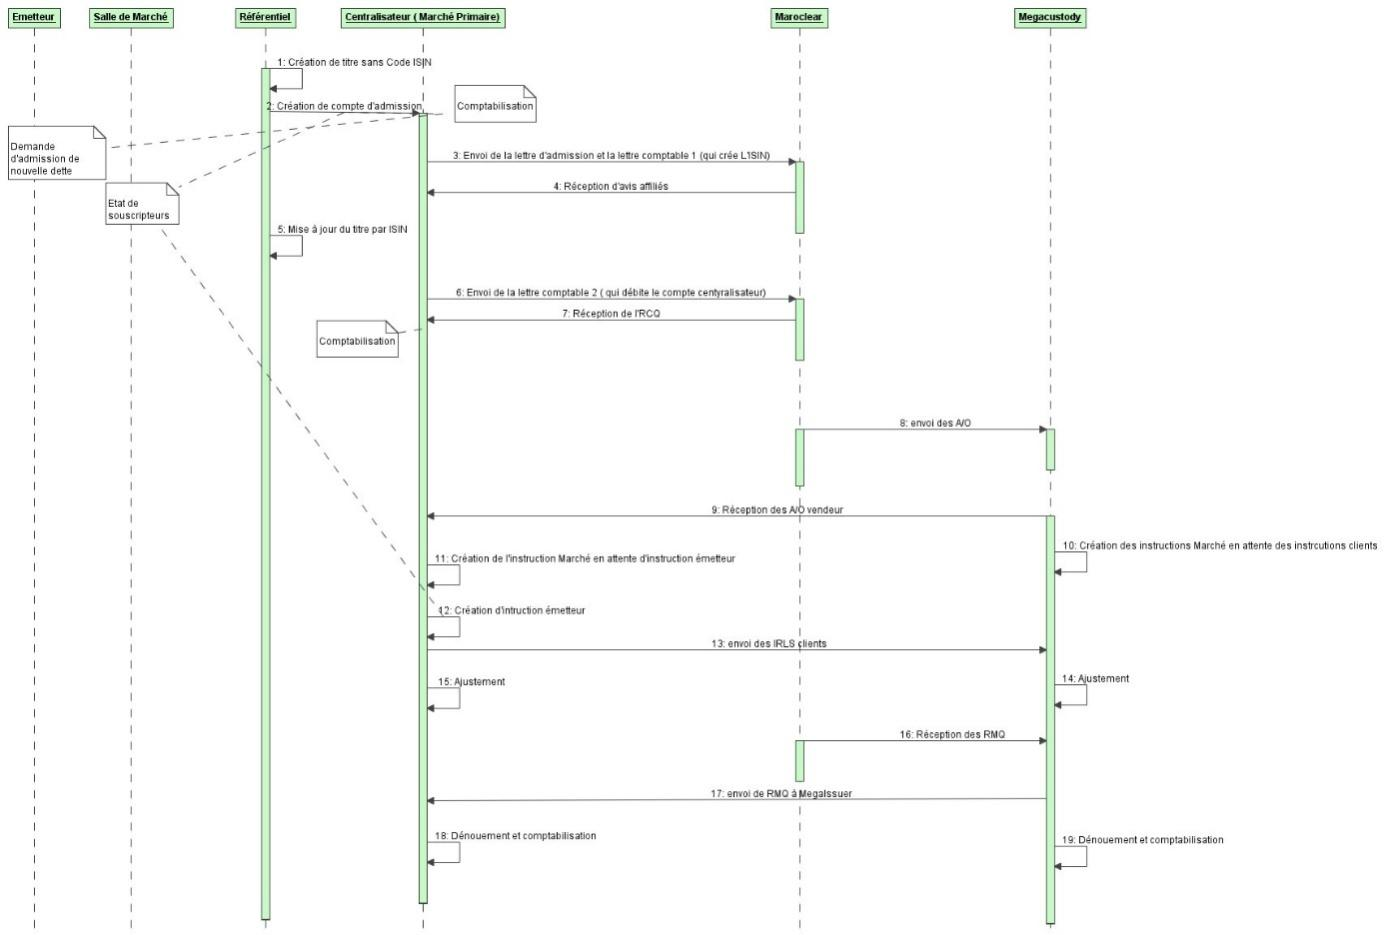 Emetteur
Salle de Marché
Référentiel
Centralisateur ( Marché Primaire)
Maroclear
Megacustody
1: Création de titre sans Code ISIN
2: Création de compte d'admission
Comptabilisation
Demande
d'admission de
nouvelle dette
3: Envoi de la lettre d'admission et la lettre comptable 1 (qui crée L'ISIN)
4: Réception d'avis affiliés
Etat de
souscripteurs
5: Mise à jour du titre par ISIN
6: Envoi de la lettre comptable 2 ( qui débite le compte centyralisateur)
7: Réception de l'RCQ
Comptabilisation
8: envoi des A/O
9: Réception des A/O vendeur
10: Création des instructions Marché en attente des instrcutions clients
11: Création de l'instruction Marché en attente d'instruction émetteur
12: Création d'intruction émetteur
13: envoi des IRLS clients
14: Ajustement
15: Ajustement
16: Réception des RMQ
17: envoi de RMQ à MegaIssuer
18: Dénouement et comptabilisation
19: Dénouement et comptabilisation